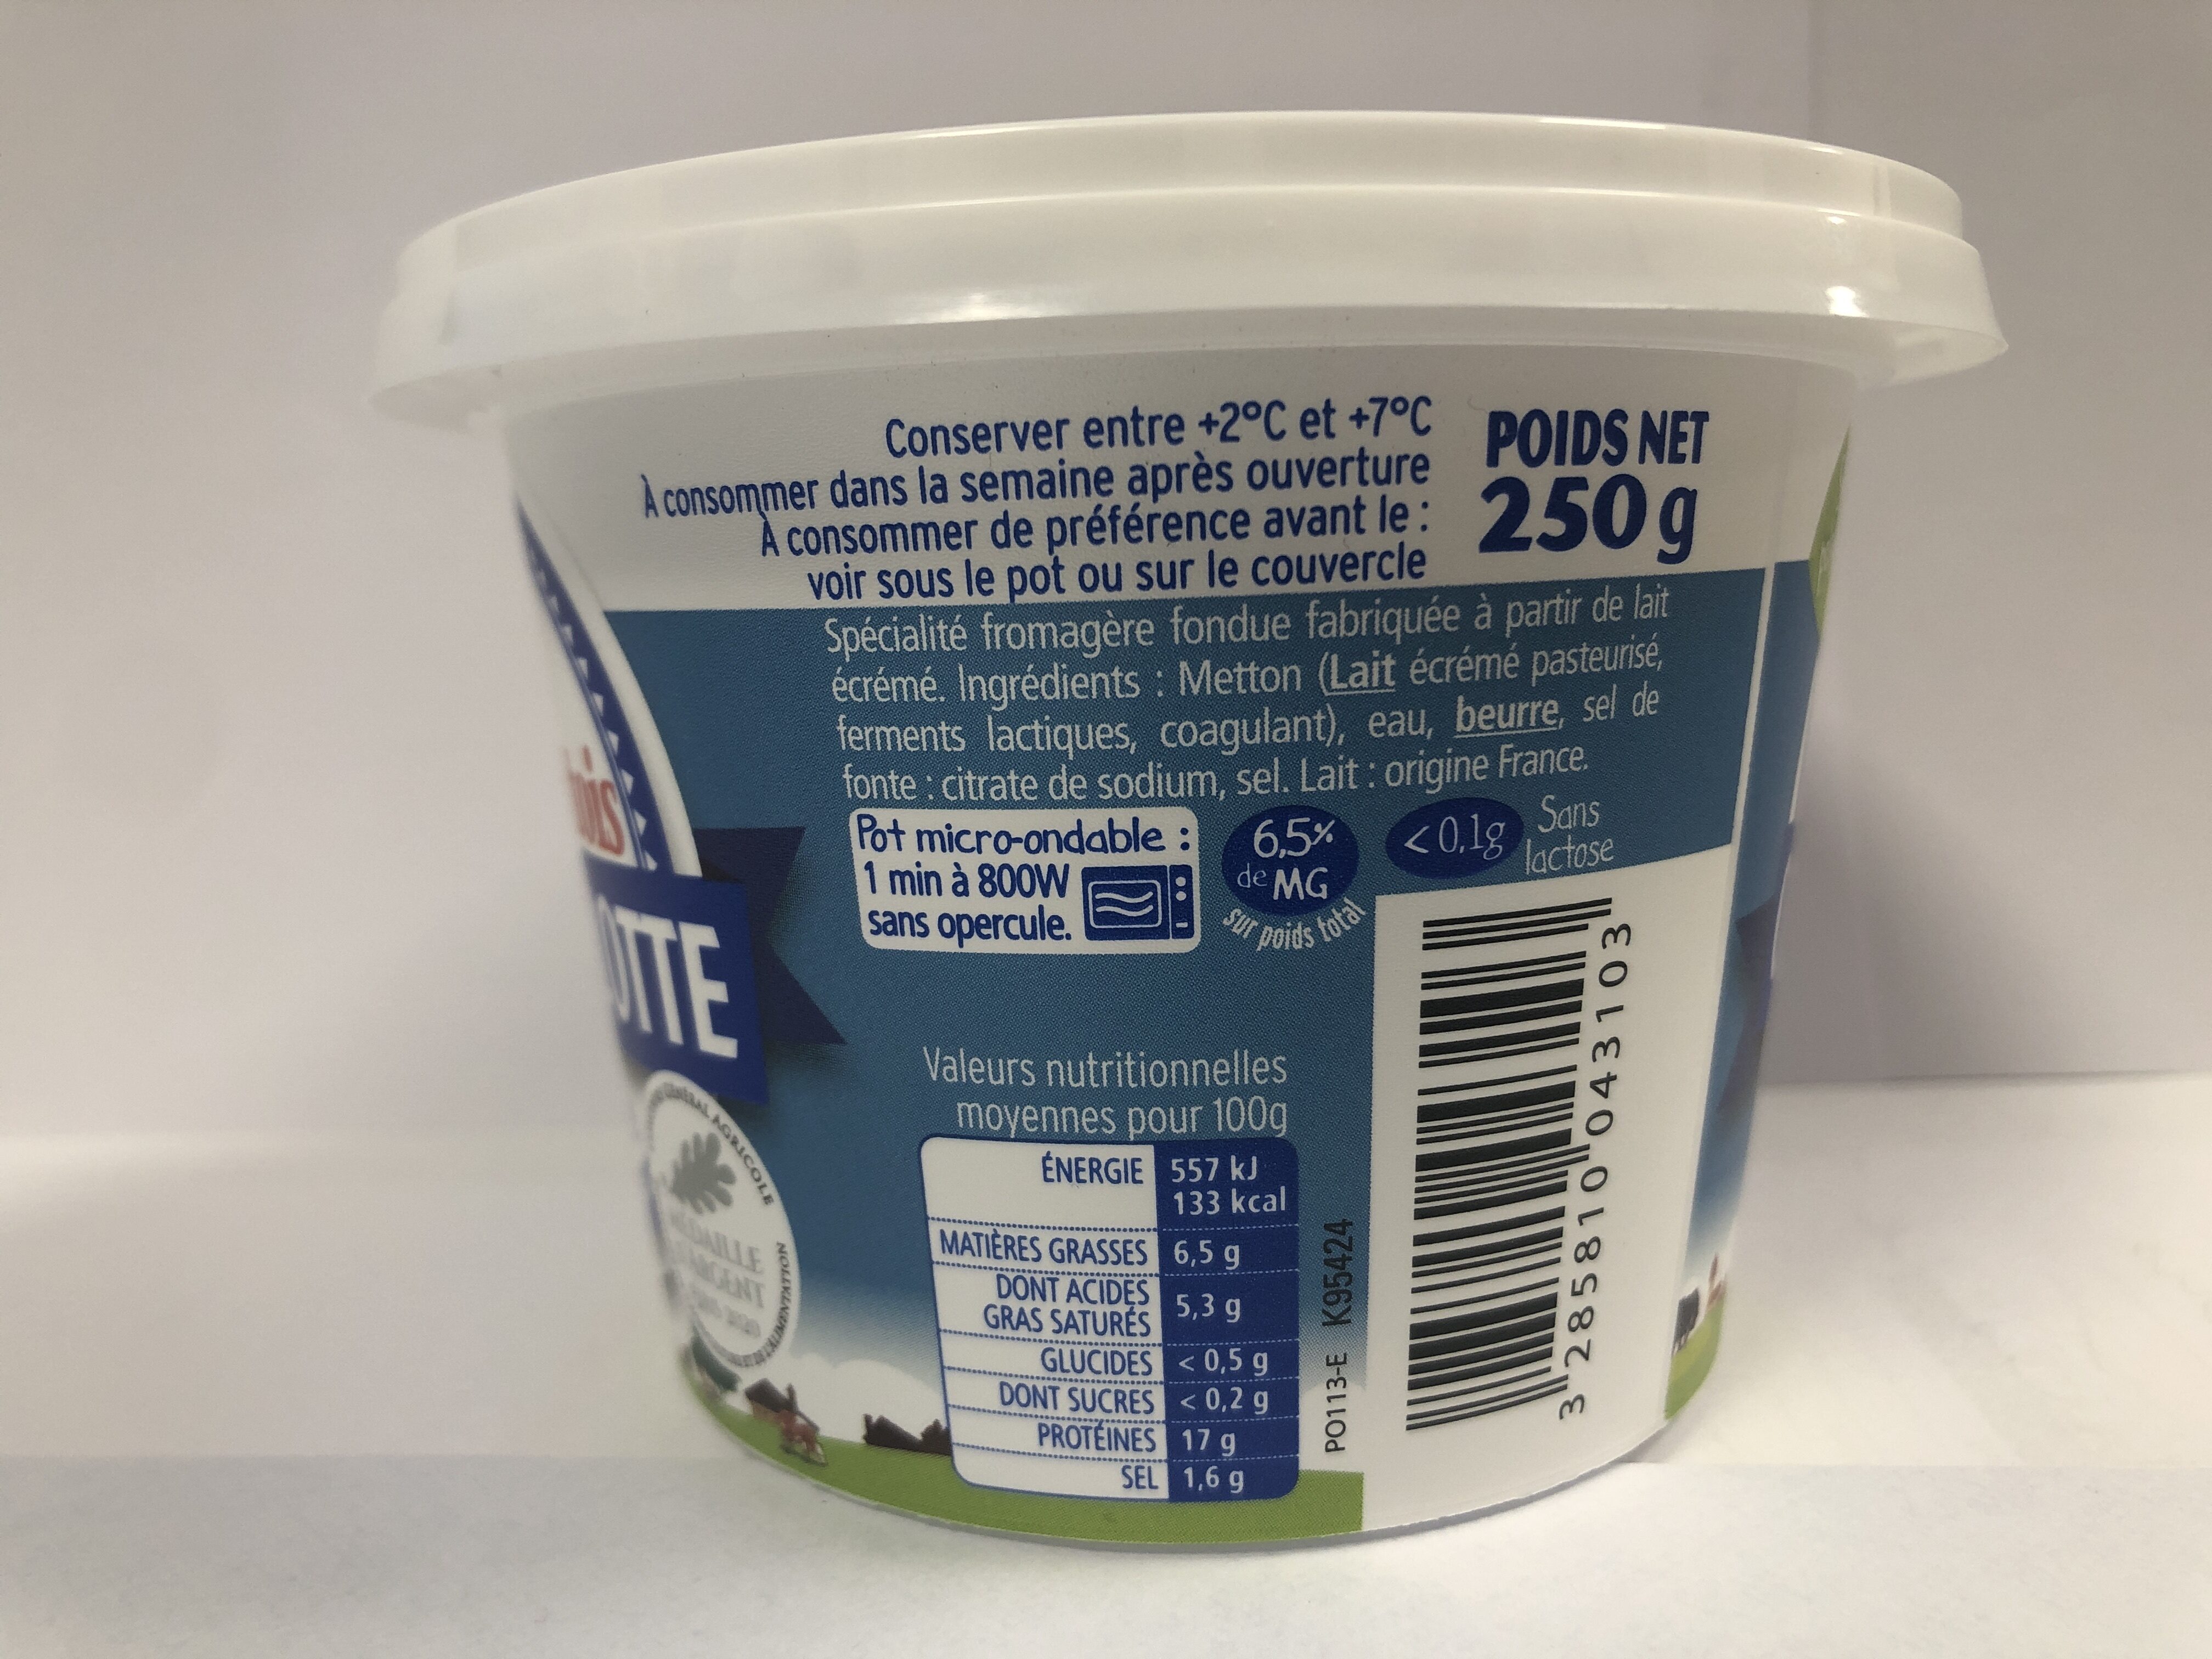 Conserver entre +2°C et +7°C
À consommer dans la semaine après ouverture
À consommer de préférence avant le :
voir sous le pot ou sur le couvercle
POIDS NET
250 g
Spécialité fromagère fondue fabriquée à partir de lait
écrémé. Ingrédients : Metton (Lait écrémé pasteurisé,
ferments lactiques, coagulant), eau, beurre, sel de
fonte : citrate de sodium, sel. Lait : origine France.
Pot micro-ondable :
1 min à 800W
sans opercule.
6,5%
de MG
sur poids total
<0,1g
Sans
lactose
OTTE
GÉNÉRAL AGRICOLE
MÉDAILLE
D'ARGENT
Valeurs nutritionnelles
moyennes pour 100g
ÉNERGIE 557 kJ
133 kcal
MATIÈRES GRASSES 6,5 g
DONT ACIDES
GRAS SATURÉS 5,3 g
GLUCIDES < 0,5 g
DONT SUCRES < 0,2 g
PROTÉINES 17 g
SEL 1,6 g
PO113-E K95424
3 285810 043103